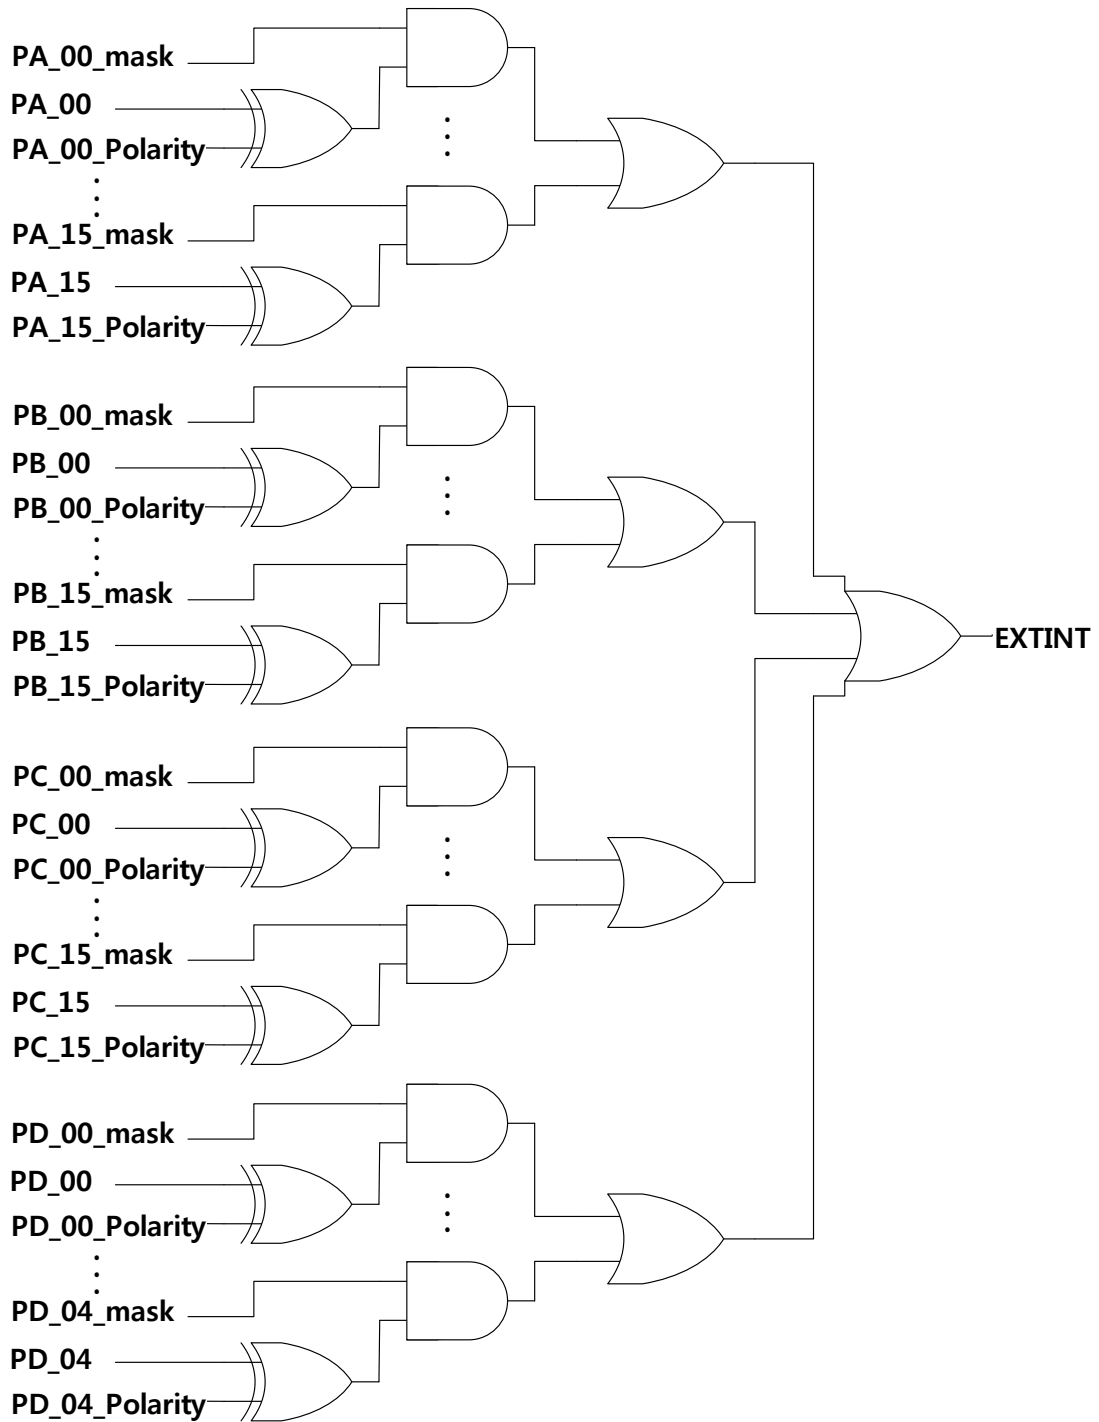 PA_00_mask
PA_00
PA_00_Polarity
PA_15_mask
PA_15
PA_15_Polarity
PB_00_mask
PB_00
PB_00_Polarity
PB_15_mask
PB_15
PB_15_Polarity
EXTINT
PC_00_mask
PC_00
PC_00_Polarity
PC_15_mask
PC_15
PC_15_Polarity
PD_00_mask
PD_00
PD_00_Polarity
PD_04_mask
PD_04
PD_04_Polarity